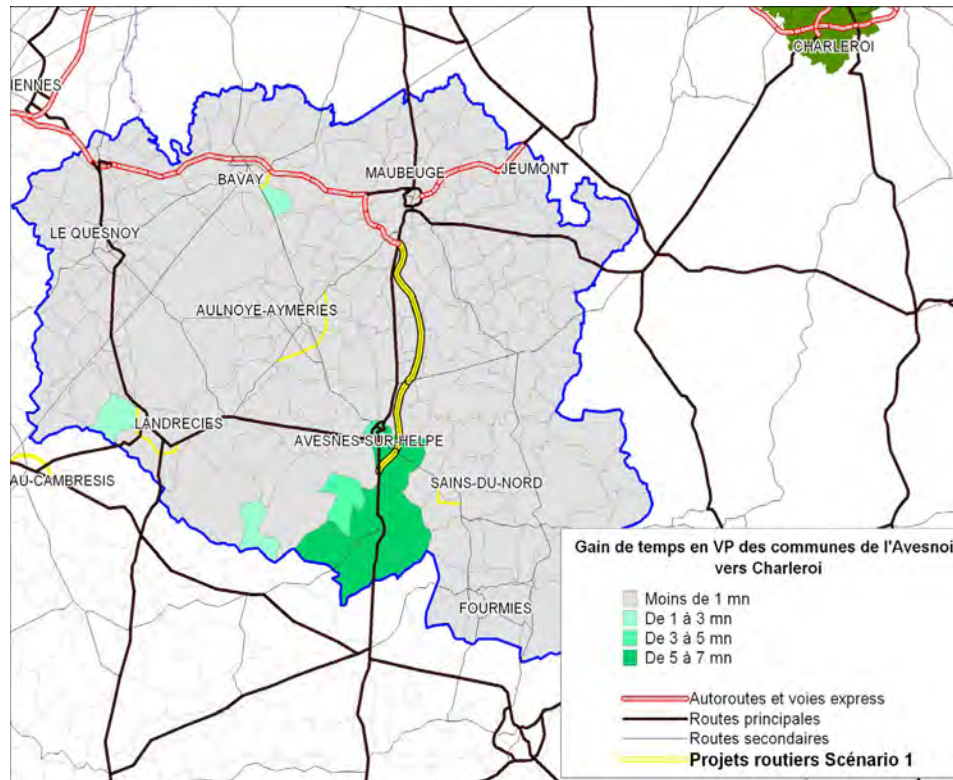 CHARLEROI
IENNES
MAUBEUGE
JEUMONT
BAVAY
LE QUESNOY
AULNOYE-AYMERIES
LANDRECIES
AVESNES-SUR-HELPE
AU-CAMBRESIS
SAINS-DU-NORD
FOURMIES
Gain de temps en VP des communes de l'Avesnoi
vers Charleroi
Moins de 1 mn
De 1 à 3 mn
De 3 à 5 mn
De 5 à 7 mn
Autoroutes et voies express
Routes principales
Routes secondaires
Projets routiers Scénario 1